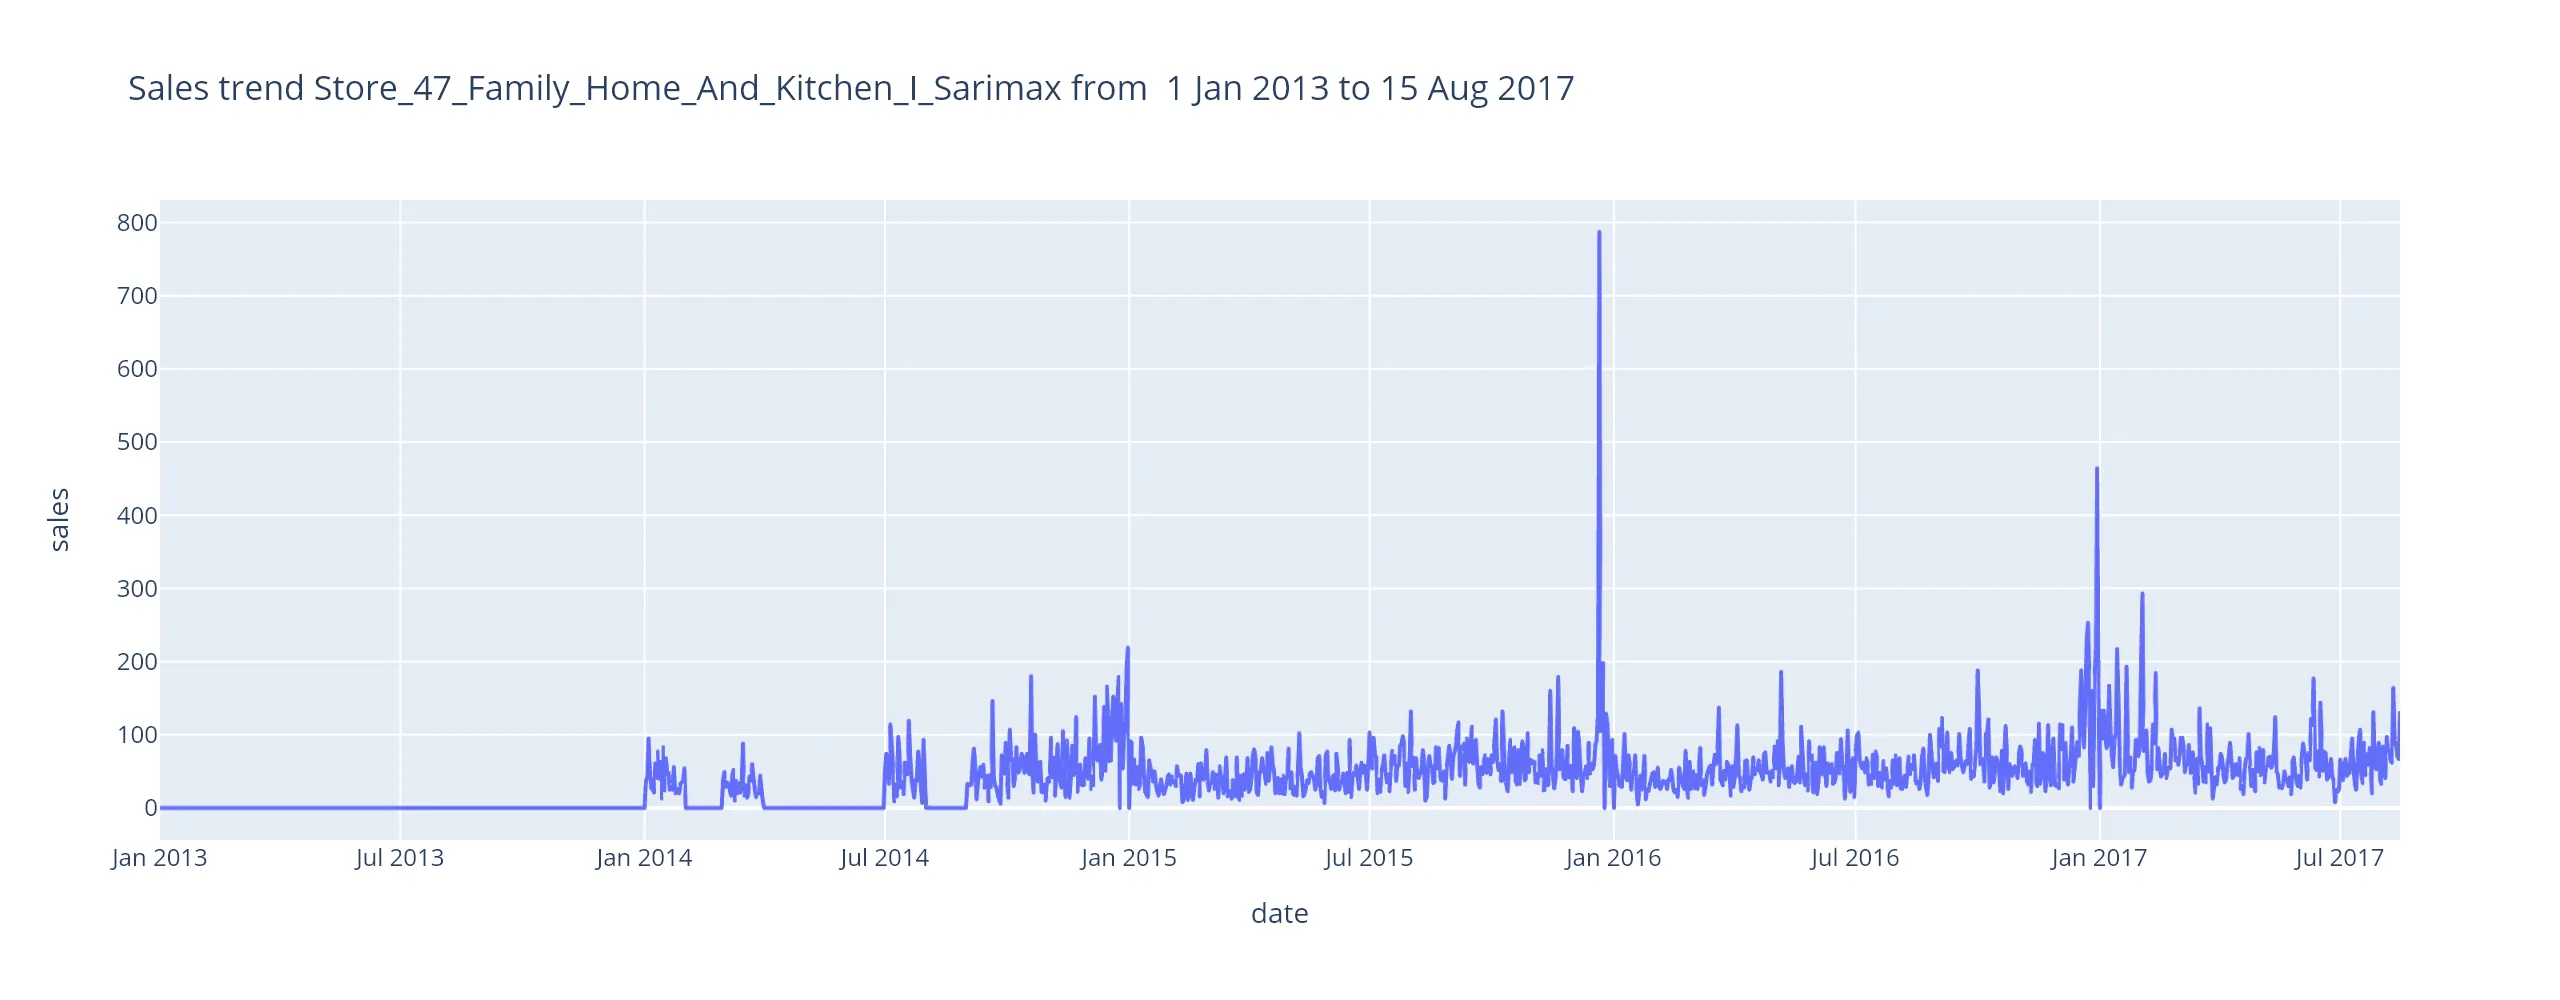 Sales trend Store_47_Family_Home_And_Kitchen_I_Sarimax from  1 Jan 2013 to 15 Aug 2017
800
700
600
500
400
300
200
100
0
sales
Jan 2013 Jul 2013 Jan 2014 Jul 2014 Jan 2015 Jul 2015 Jan 2016 Jul 2016 Jan 2017 Jul 2017
date